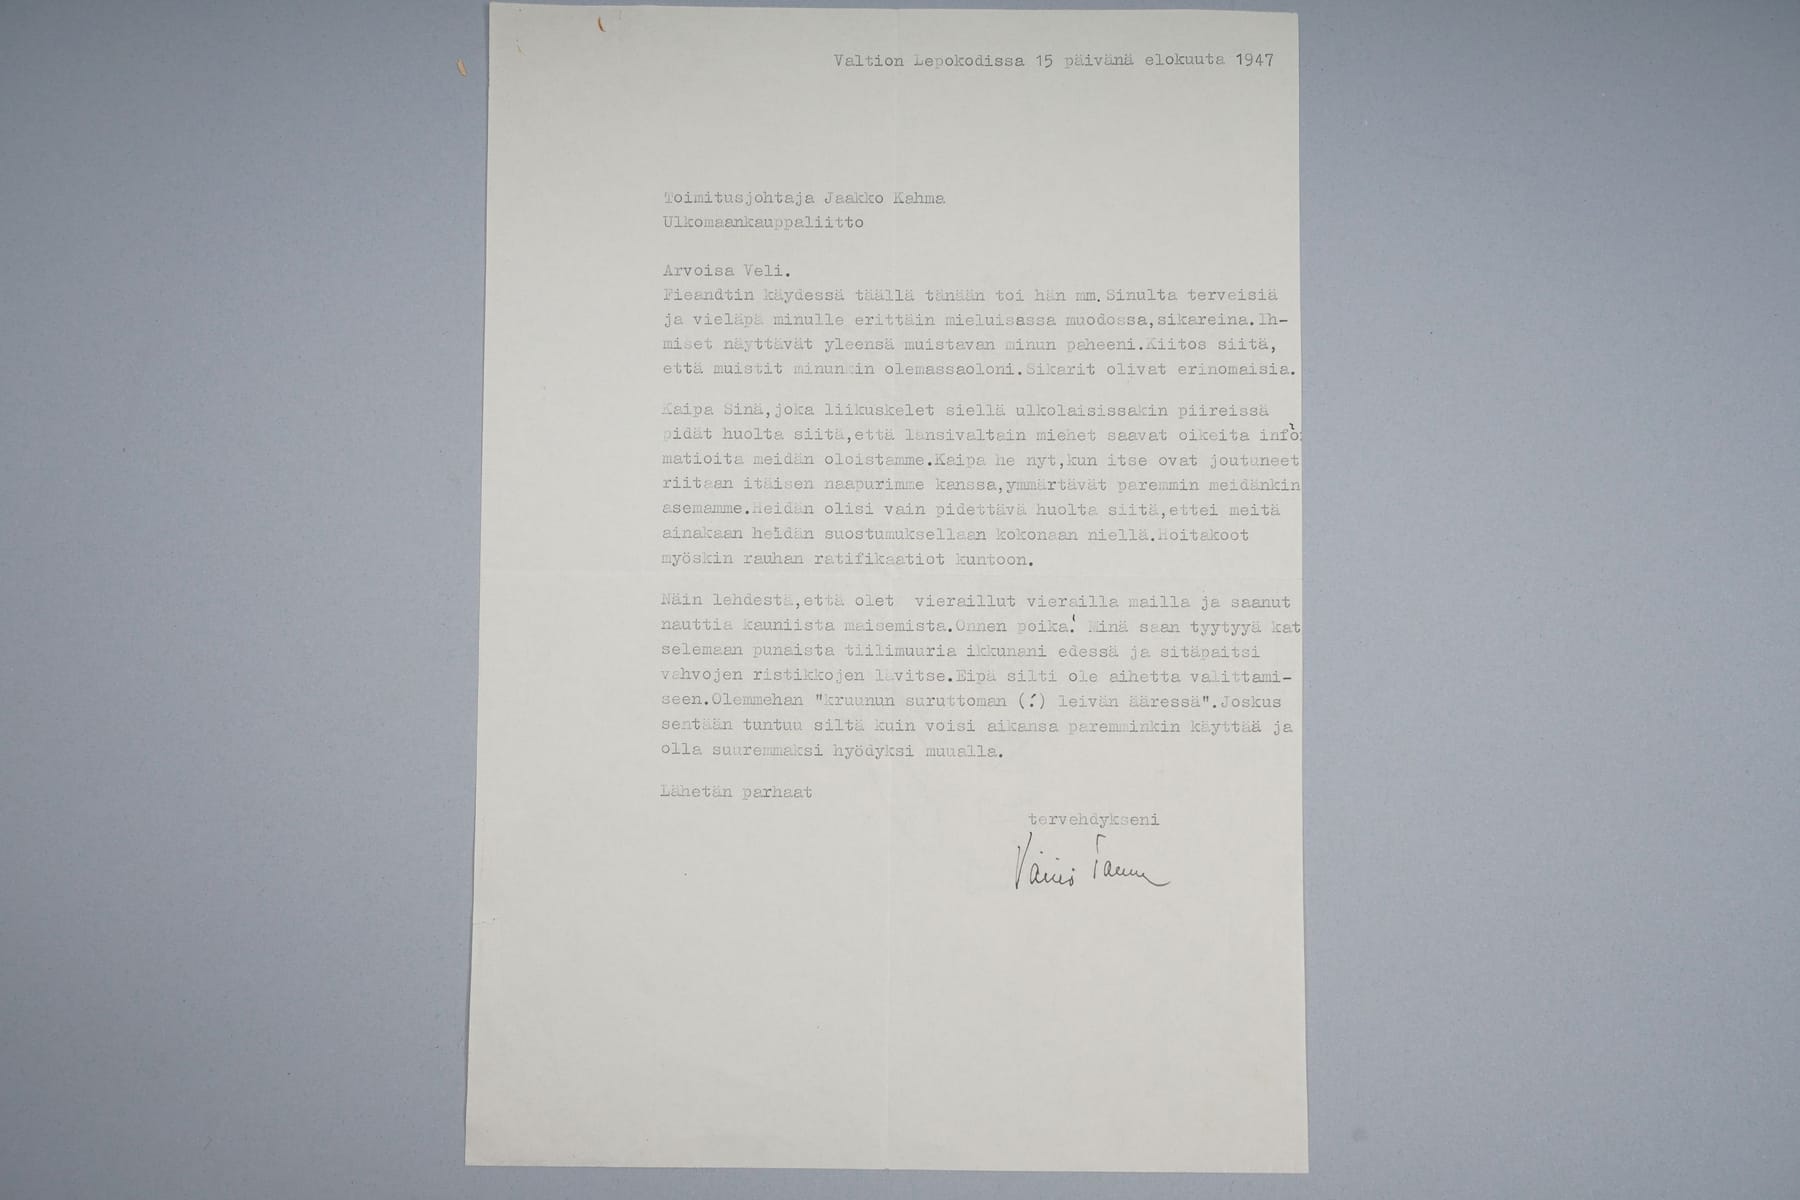 Valtion Lepokodissa 15 päivänä elokuuta 1947
Toimitusjohtaja Jaakko Kahma
Ulkomaankauppaliitto
Arvoisa Veli.
Fieandtin käydessä täällä tänään toi hän mm. Sinulta terveisiä
ja vieläpä minulle erittäin mieluisassa muodossa,sikareina.Ih-
miset näyttävät yleensä muistavan minun paheeni.Kiitos siitä,
että muistit minunkin olemassaoloni.Sikarit olivat erinomaisia.
Kaipa Sinä,joka liikuskelet siellä ulkolaisissakin piireissä
pidät huolta siitä,että länsivaltain miehet saavat oikeita infor
matioita meidän oloistamme.Kaipa he nyt,kun itse ovat joutuneet
riitaan itäisen naapurimme kanssa,ymmärtävät paremmin meidänkin
asemamme.Heidän olisi vain pidettävä huolta siitä,ettei meitä
ainakaan heidän suostumuksellaan kokonaan niellä.Hoitakoot
myöskin rauhan ratifikaatiot kuntoon.
Näin lehdestä,että olet vieraillut vierailla mailla ja saanut
nauttia kauniista maisemista.Onnen poika! Minä saan tyytyyä kat
selemaan punaista tiilimuuria ikkunani edessä ja sitäpaitsi
vahvojen ristikkojen lävitse.Eipä silti ole aihetta valittami-
seen.Olemmehan "kruunun suruttoman (!) leivän ääressä".Joskus
sentään tuntuu siltä kuin voisi aikansa paremminkin käyttää ja
olla suuremmaksi hyödyksi muualla.
Lähetän parhaat
tervehdykseni
Väinö Tanner